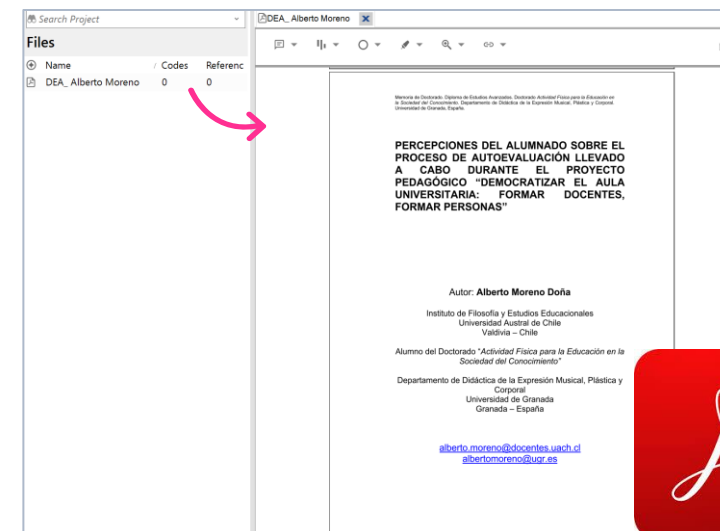 Search Project
DEA_ Alberto Moreno
Files
Name / Codes Referenc
DEA_ Alberto Moreno 0 0
Memoria de Doctorado. Diploma de Estudios Avanzados. Doctorado Actividad Física para la Educación en
la Sociedad del Conocimiento. Departamento de Didáctica de la Expresión Musical, Plástica y Corporal.
Universidad de Granada, España.
PERCEPCIONES DEL ALUMNADO SOBRE EL
PROCESO DE AUTOEVALUACIÓN LLEVADO
A CABO DURANTE EL PROYECTO
PEDAGÓGICO “DEMOCRATIZAR EL AULA
UNIVERSITARIA: FORMAR DOCENTES,
FORMAR PERSONAS”
Autor: Alberto Moreno Doña
Instituto de Filosofía y Estudios Educacionales
Universidad Austral de Chile
Valdivia – Chile
Alumno del Doctorado “Actividad Física para la Educación en la
Sociedad del Conocimiento”
Departamento de Didáctica de la Expresión Musical, Plástica y
Corporal
Universidad de Granada
Granada – España
alberto.moreno@docentes.uach.cl
albertomoreno@ugr.es